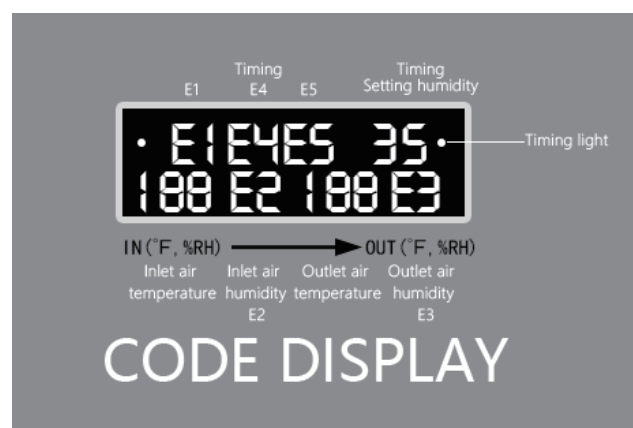 Timing Timing
E1 E4 E5 Setting humidity
E1E4E5 35
188 E2 188 E3
Timing light
IN(°F, %RH) OUT(°F, %RH)
Inlet air Inlet air Outlet air Outlet air
temperature humidity temperature humidity
E2 E3
CODE DISPLAY